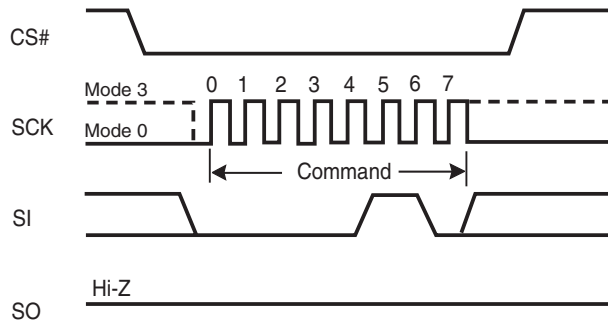 CS#
Mode 3
0 1 2 3 4 5 6 7
SCK
Mode 0
Command
SI
Hi-Z
SO